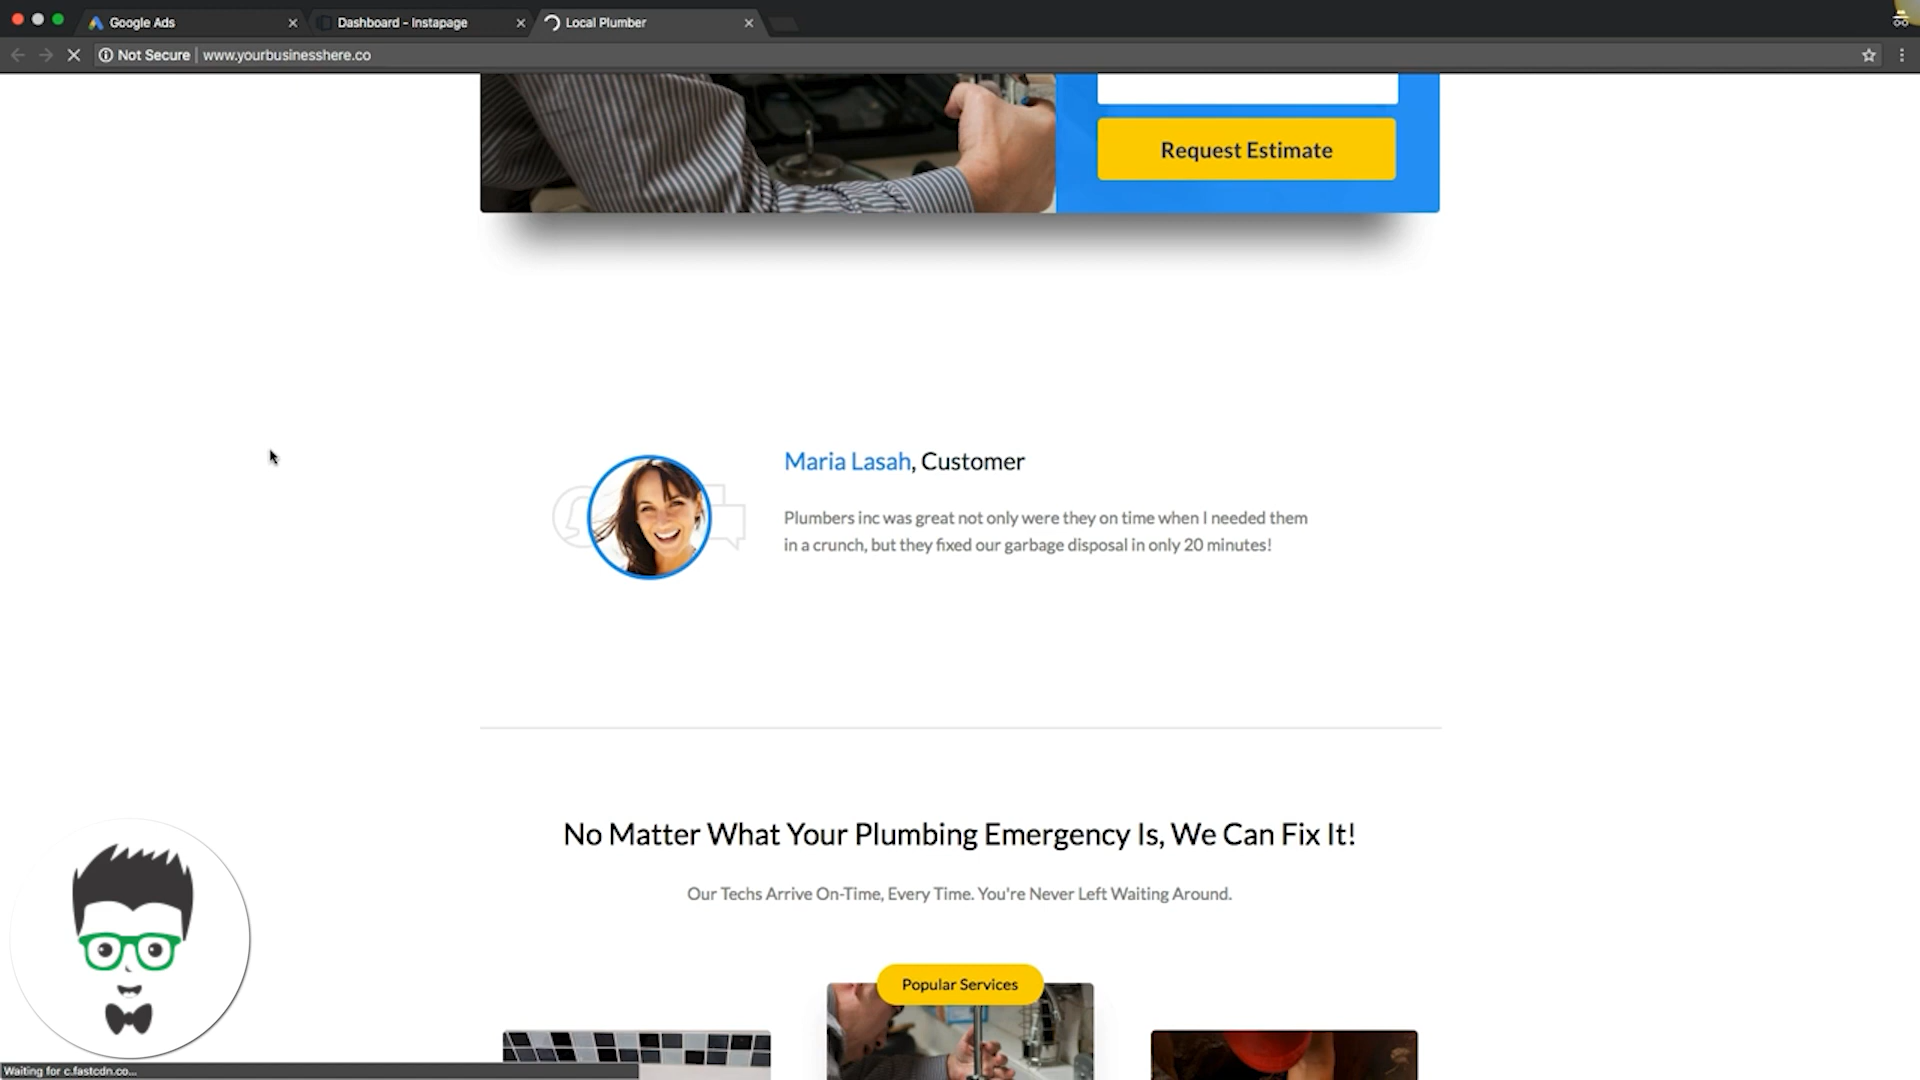 Google Ads
Dashboard - Instapage
Local Plumber
Not Secure
www.yourbusinesshere.co
Request Estimate
Maria Lasah, Customer
Plumbers inc was great not only were they on time when I needed them
in a crunch, but they fixed our garbage disposal in only 20 minutes!
No Matter What Your Plumbing Emergency Is, We Can Fix It!
Our Techs Arrive On-Time, Every Time. You're Never Left Waiting Around.
Popular Services
Waiting for c.fastcdn.co...